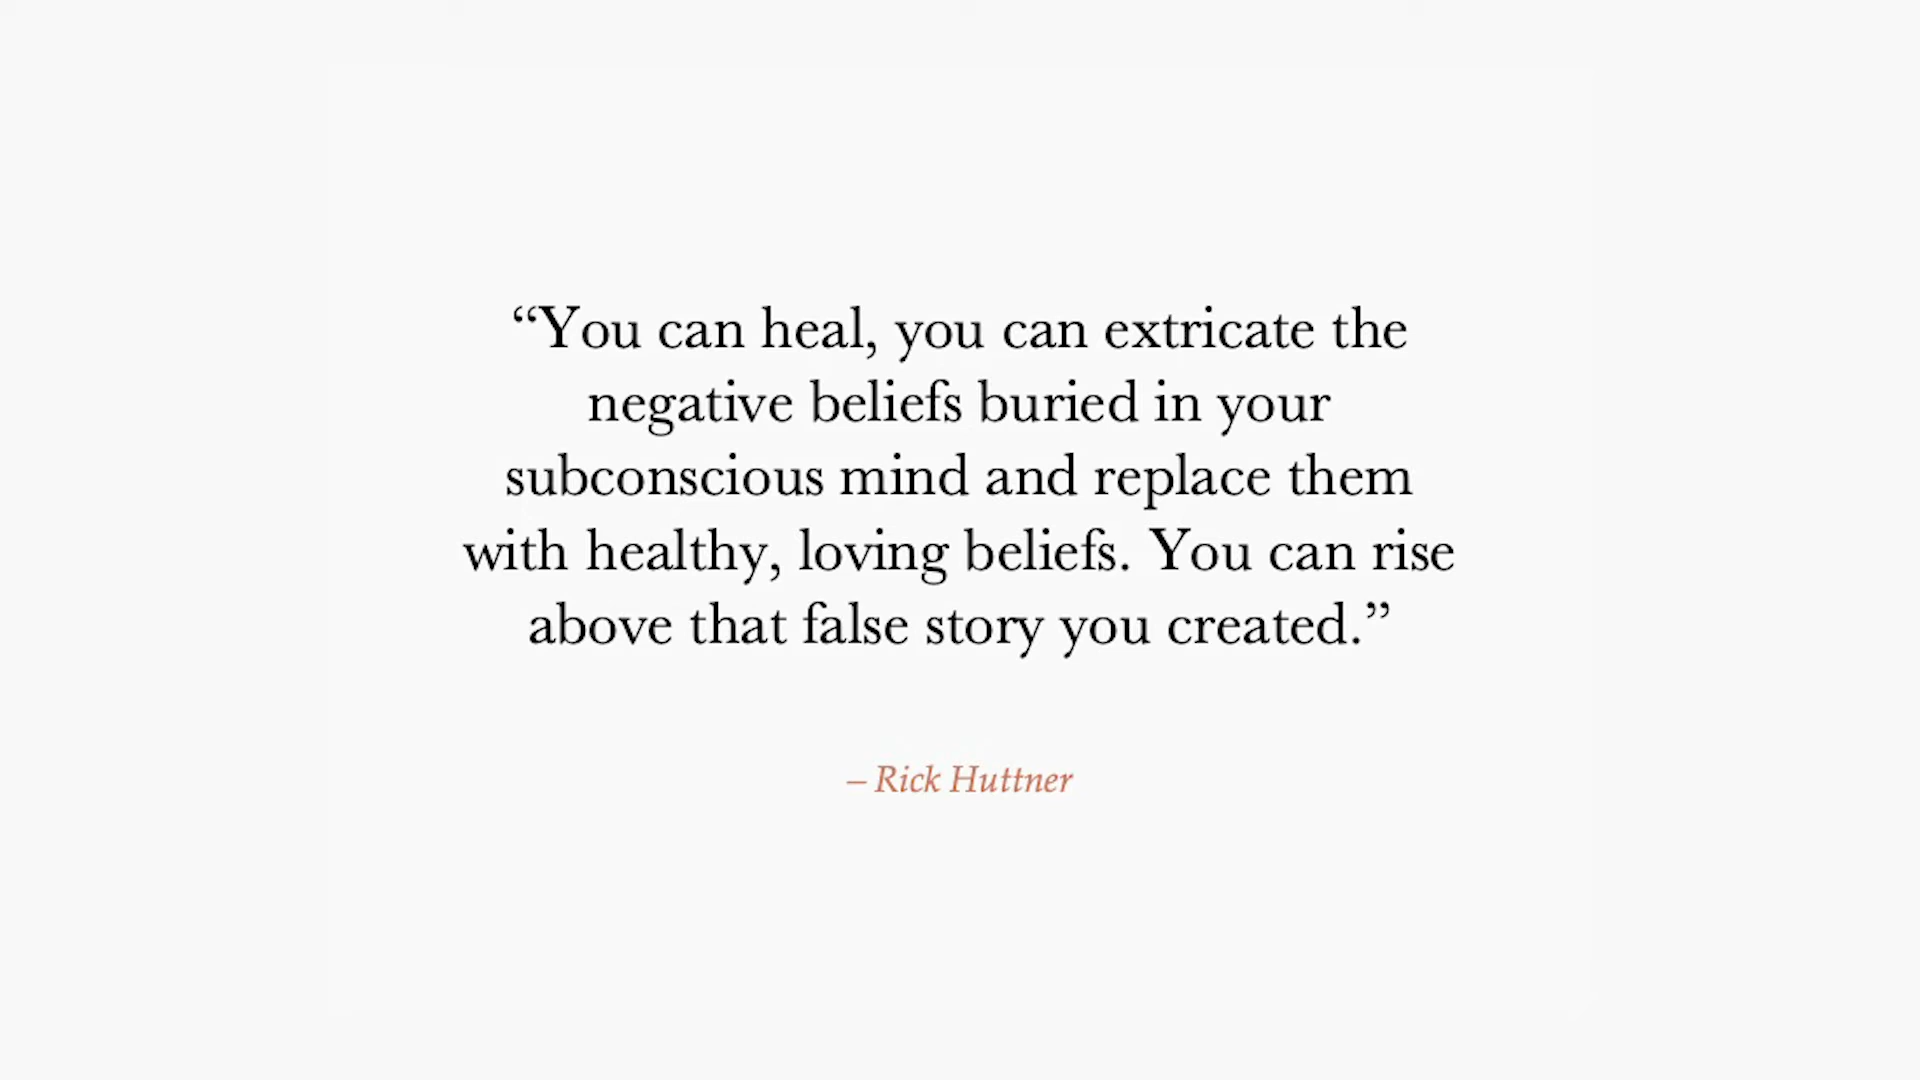 “You can heal, you can extricate the
negative beliefs buried in your
subconscious mind and replace them
with healthy, loving beliefs. You can rise
above that false story you created.”
– Rick Huttner